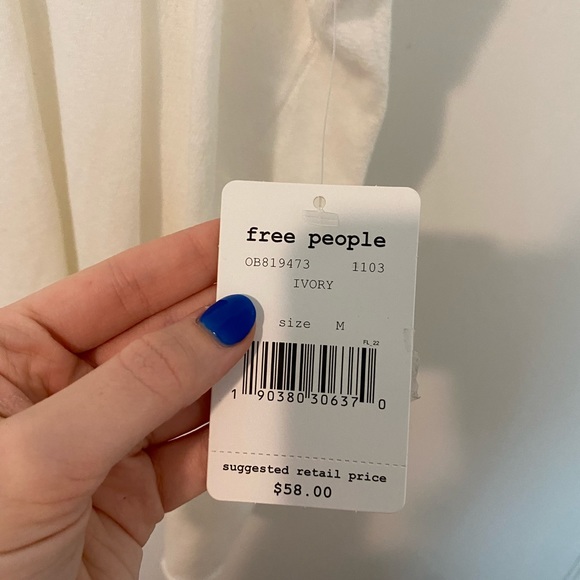 free people
OB819473 1103
IVORY
size M
FL_22
1 90380 30637 0
suggested retail price
$58.00